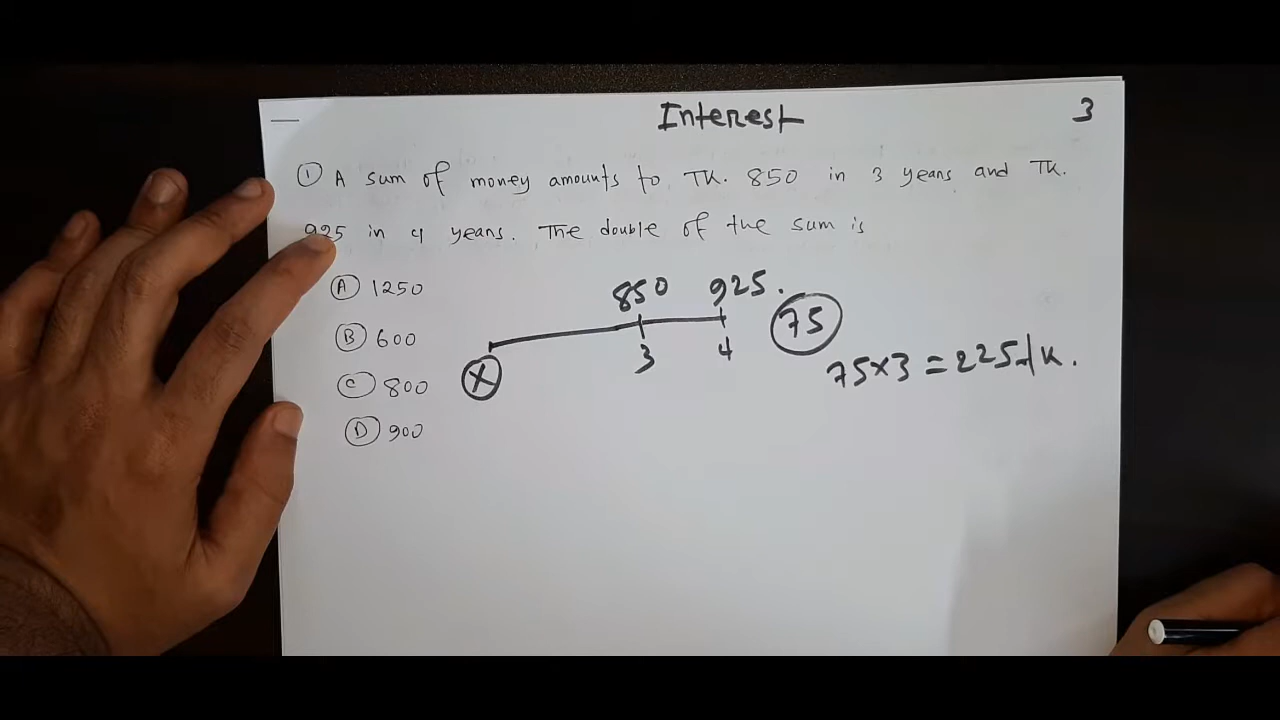 Interest 3
① A sum of money amounts to TK. 850 in 3 years and TK.
925 in 4 years. The double of the sum is
Ⓐ 1250
Ⓑ 600
Ⓒ 800
Ⓓ 900
850 925.
3 4
X
75
75×3 = 225 TK.